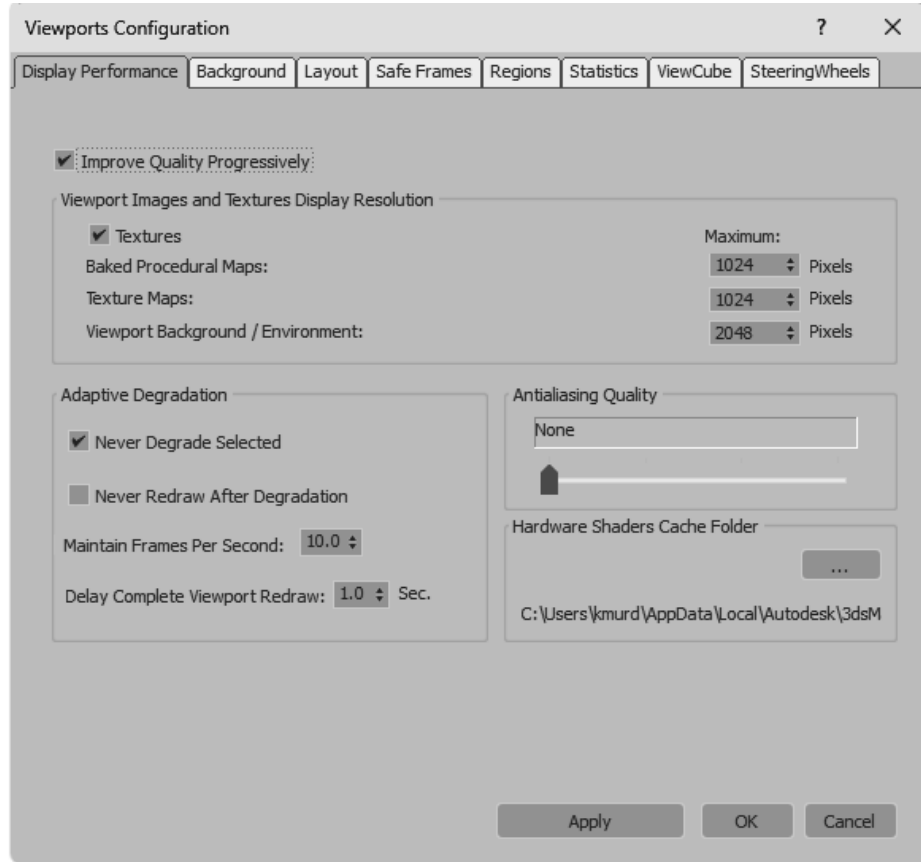 Viewports Configuration ? ×
Display Performance Background Layout Safe Frames Regions Statistics ViewCube SteeringWheels
Improve Quality Progressively
Viewport Images and Textures Display Resolution
Textures Maximum:
Baked Procedural Maps: 1024 Pixels
Texture Maps: 1024 Pixels
Viewport Background / Environment: 2048 Pixels
Adaptive Degradation
Never Degrade Selected
Never Redraw After Degradation
Maintain Frames Per Second: 10.0
Delay Complete Viewport Redraw: 1.0 Sec.
Antialiasing Quality
None
Hardware Shaders Cache Folder
...
C:\Users\kmurd\AppData\Local\Autodesk\3dsM
Apply OK Cancel